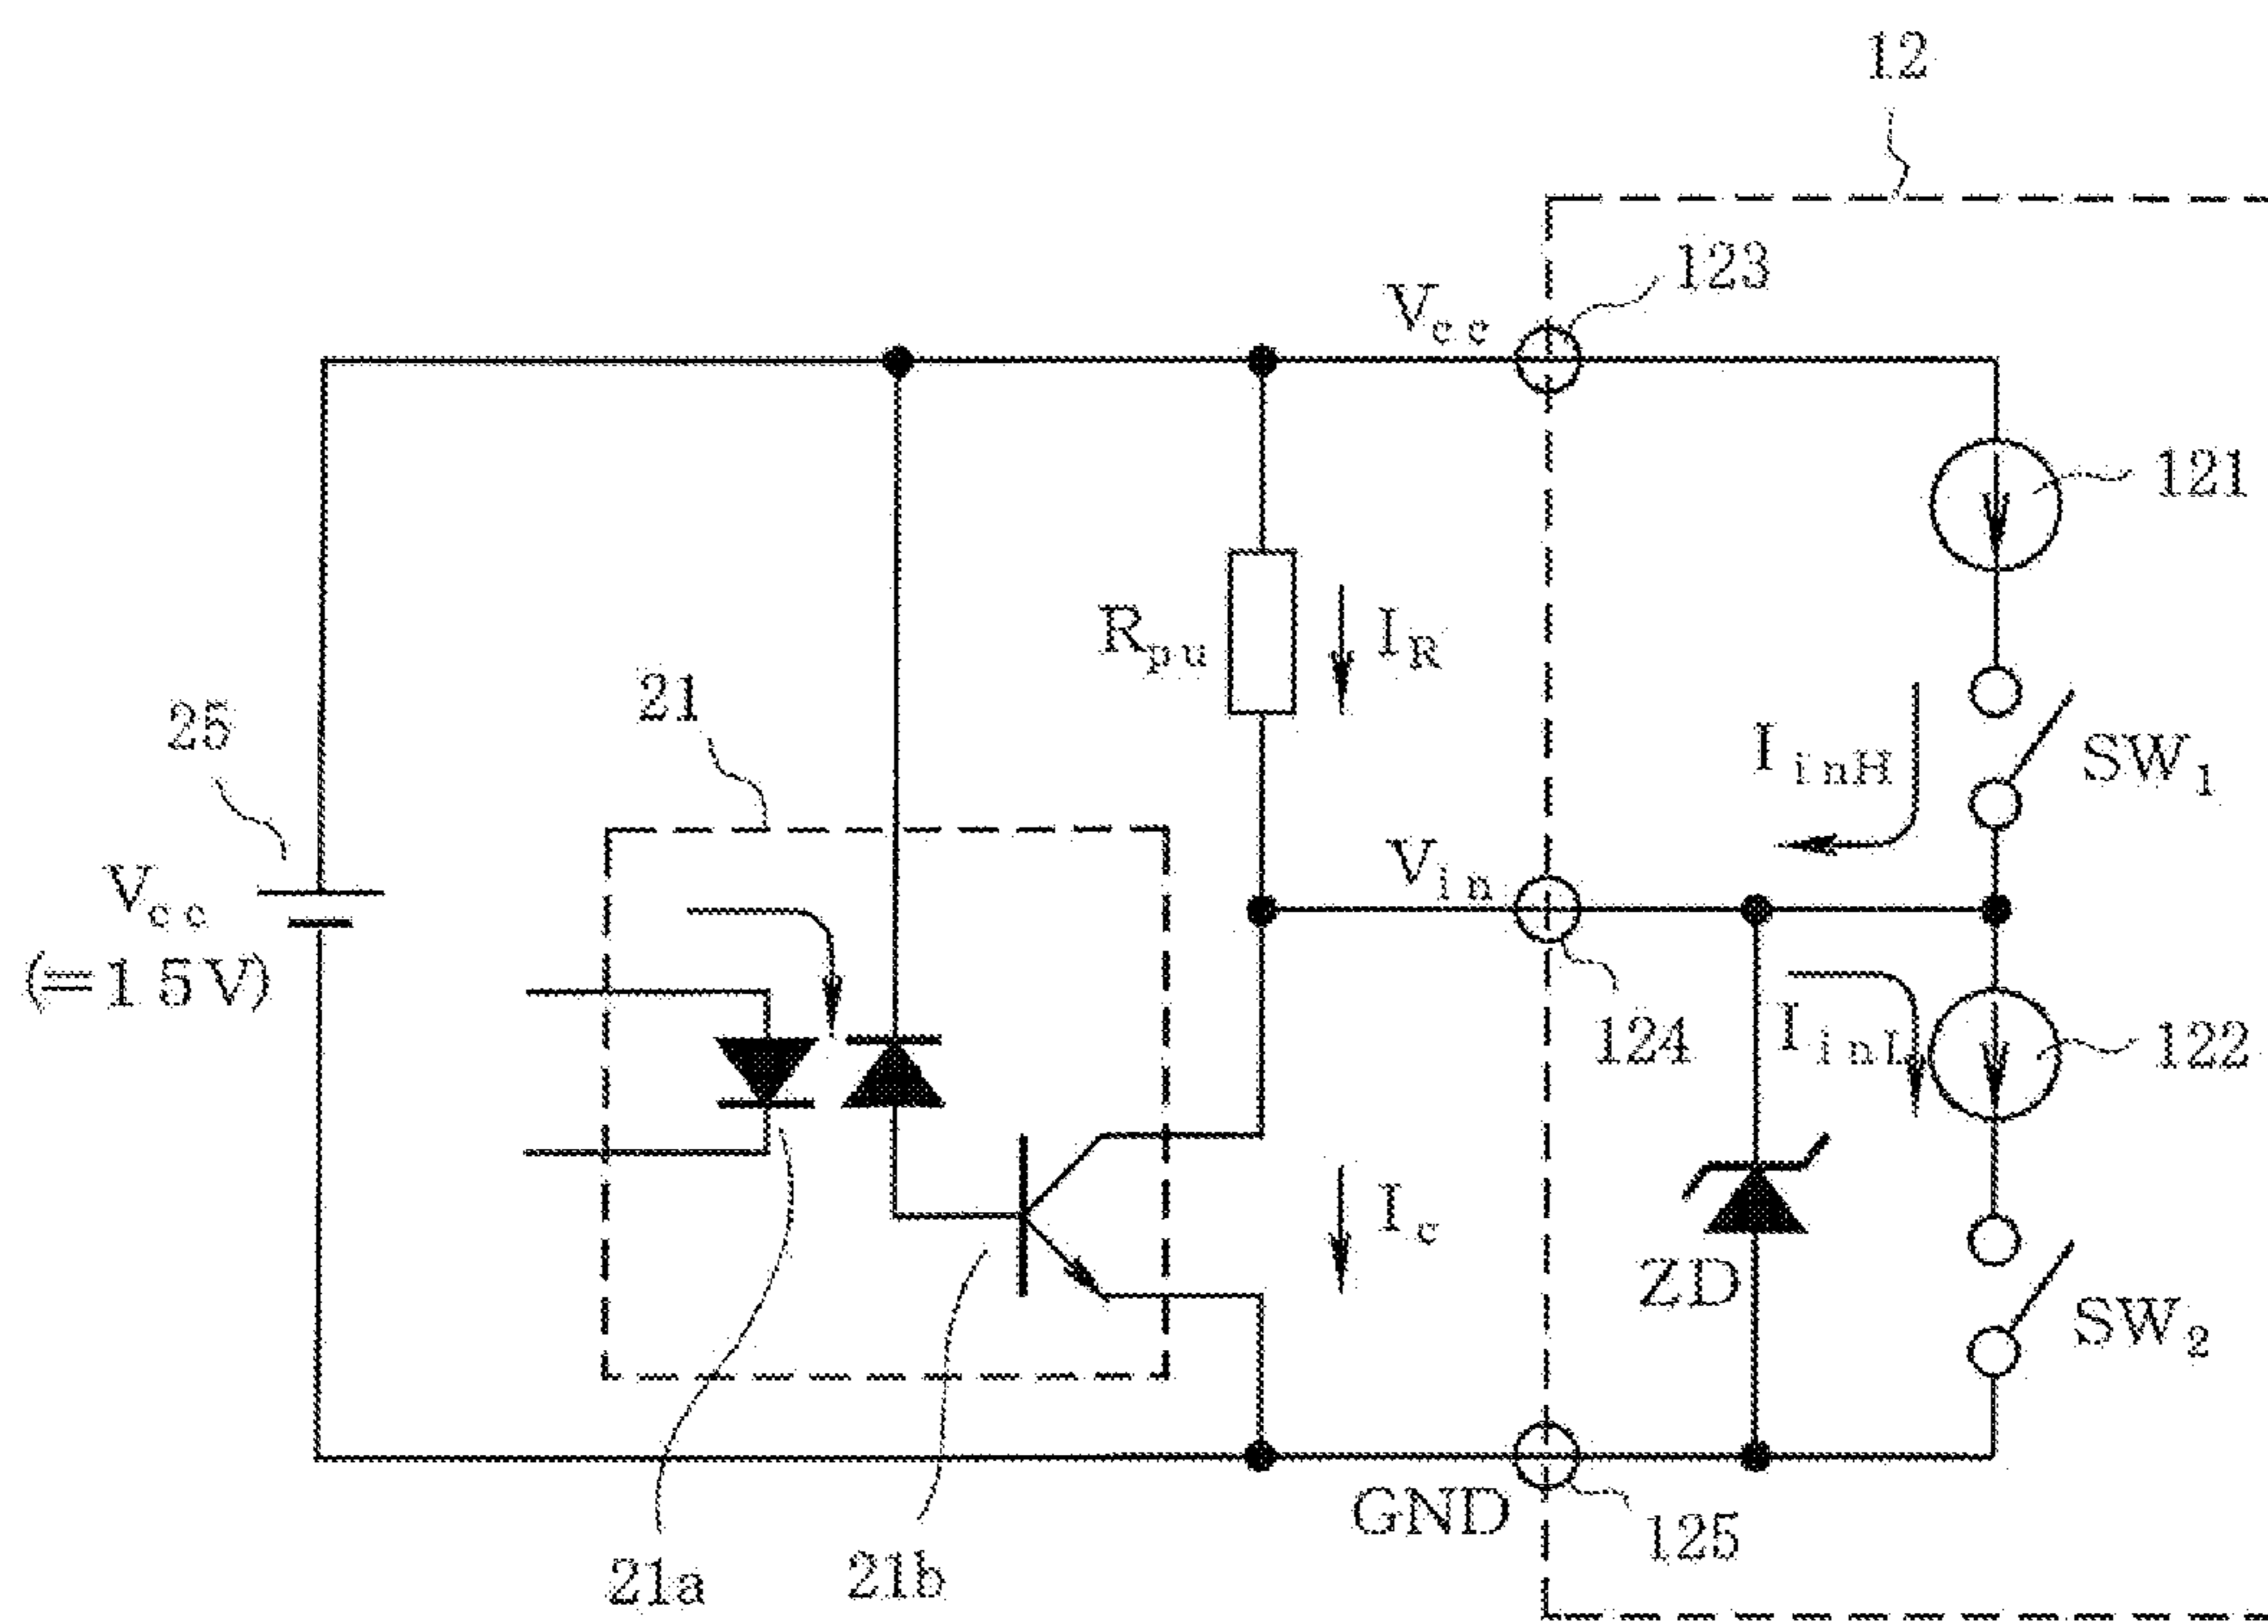 12
123
Vcc
121
Rpu
IR
21
25
IinH
SW1
Vin
Vcc
(=15V)
124
IinL
122
Ic
ZD
SW2
GND
125
21a
21b